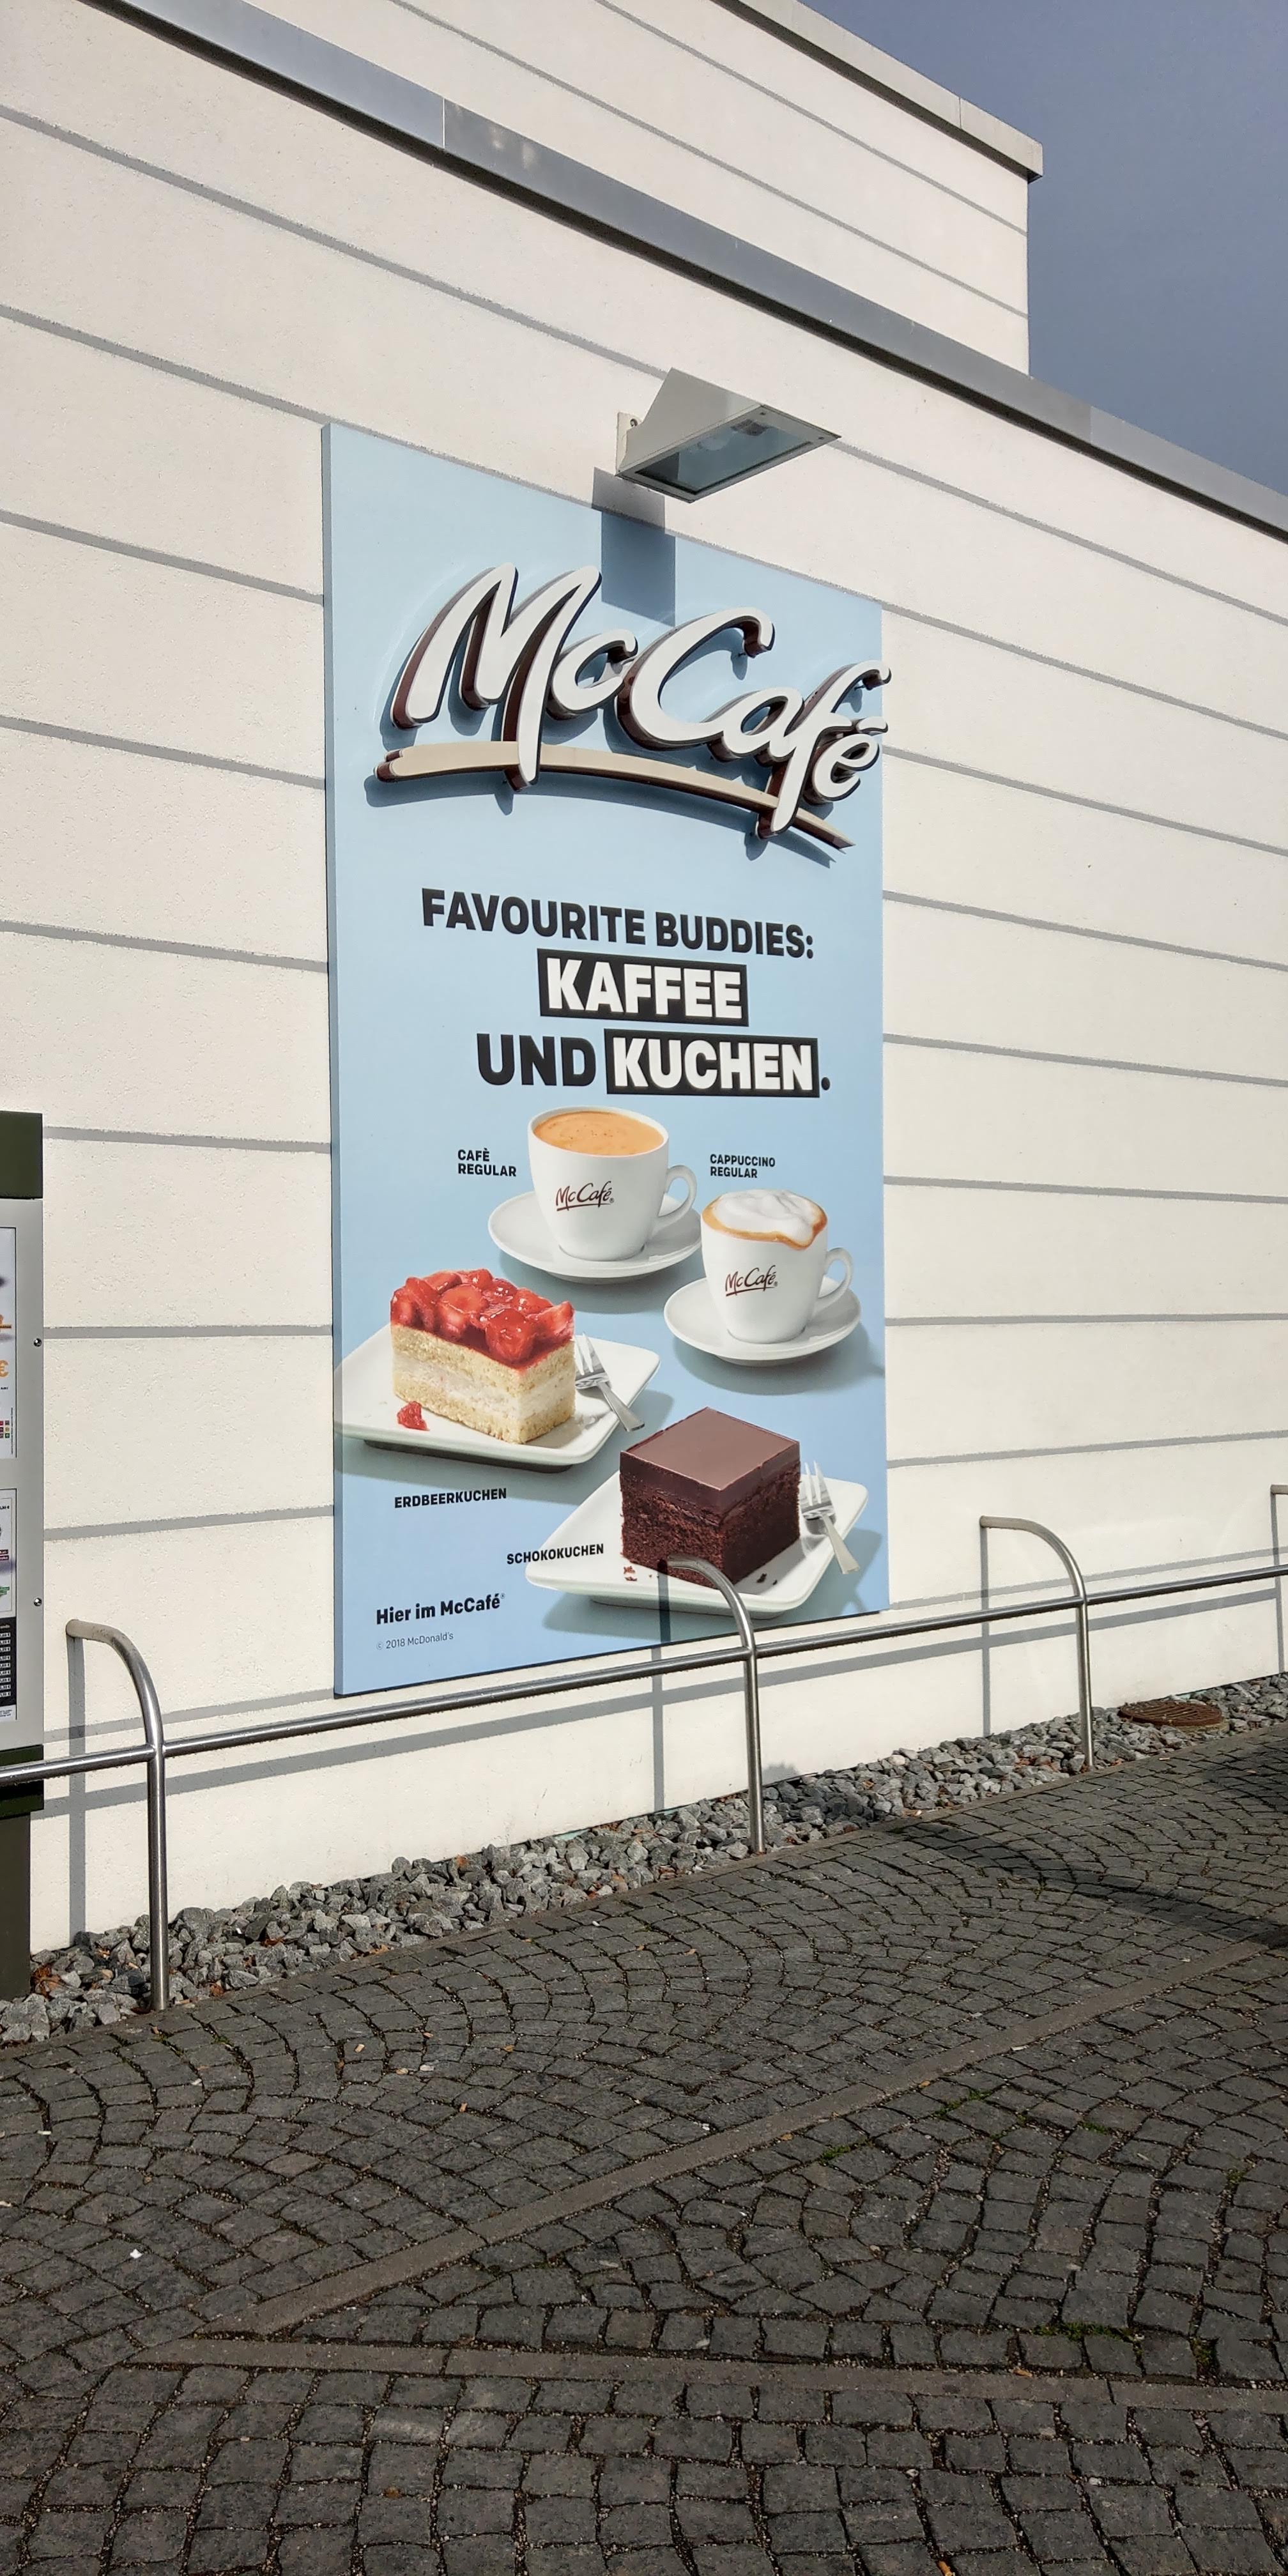 McCafé
FAVOURITE BUDDIES:
KAFFEE
UND KUCHEN.
CAFÈ
REGULAR
CAPPUCCINO
REGULAR
McCafé®
McCafé®
ERDBEERKUCHEN
SCHOKOKUCHEN
Hier im McCafé®
© 2018 McDonald's
€